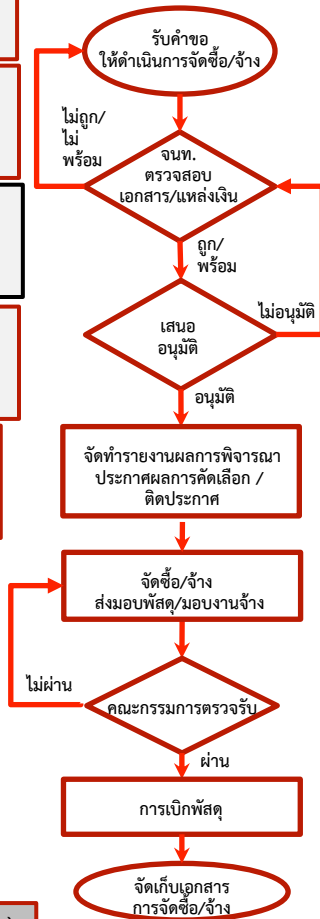 รับคำขอ
ให้ดำเนินการจัดซื้อ/จ้าง
ไม่ถูก/
ไม่
พร้อม
จนท.
ตรวจสอบ
เอกสาร/แหล่งเงิน
ถูก/
พร้อม
เสนอ
อนุมัติ
ไม่อนุมัติ
อนุมัติ
จัดทำรายงานผลการพิจารณา
ประกาศผลการคัดเลือก /
ติดประกาศ
จัดซื้อ/จ้าง
ส่งมอบพัสดุ/มอบงานจ้าง
ไม่ผ่าน
คณะกรรมการตรวจรับ
ผ่าน
การเบิกพัสดุ
จัดเก็บเอกสาร
การจัดซื้อ/จ้าง